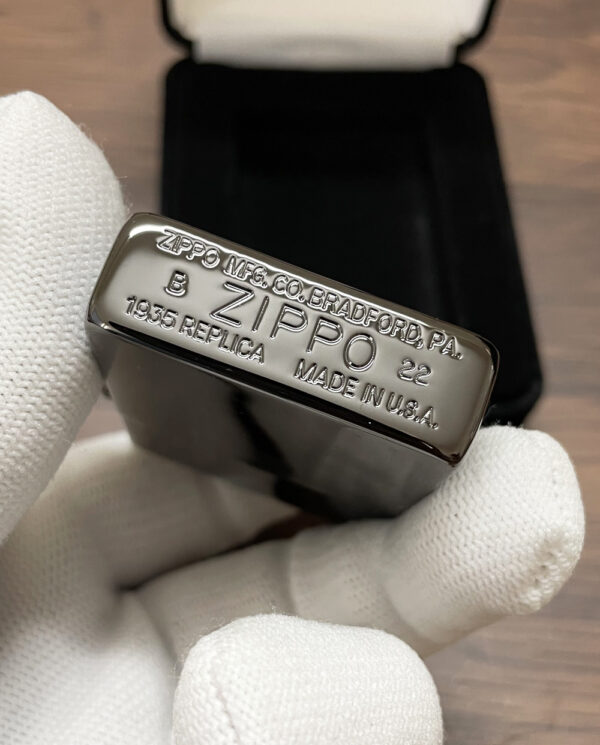 ZIPPO MFG. CO. BRADFORD, PA.
B ZIPPO 22
1935 REPLICA MADE IN U.S.A.